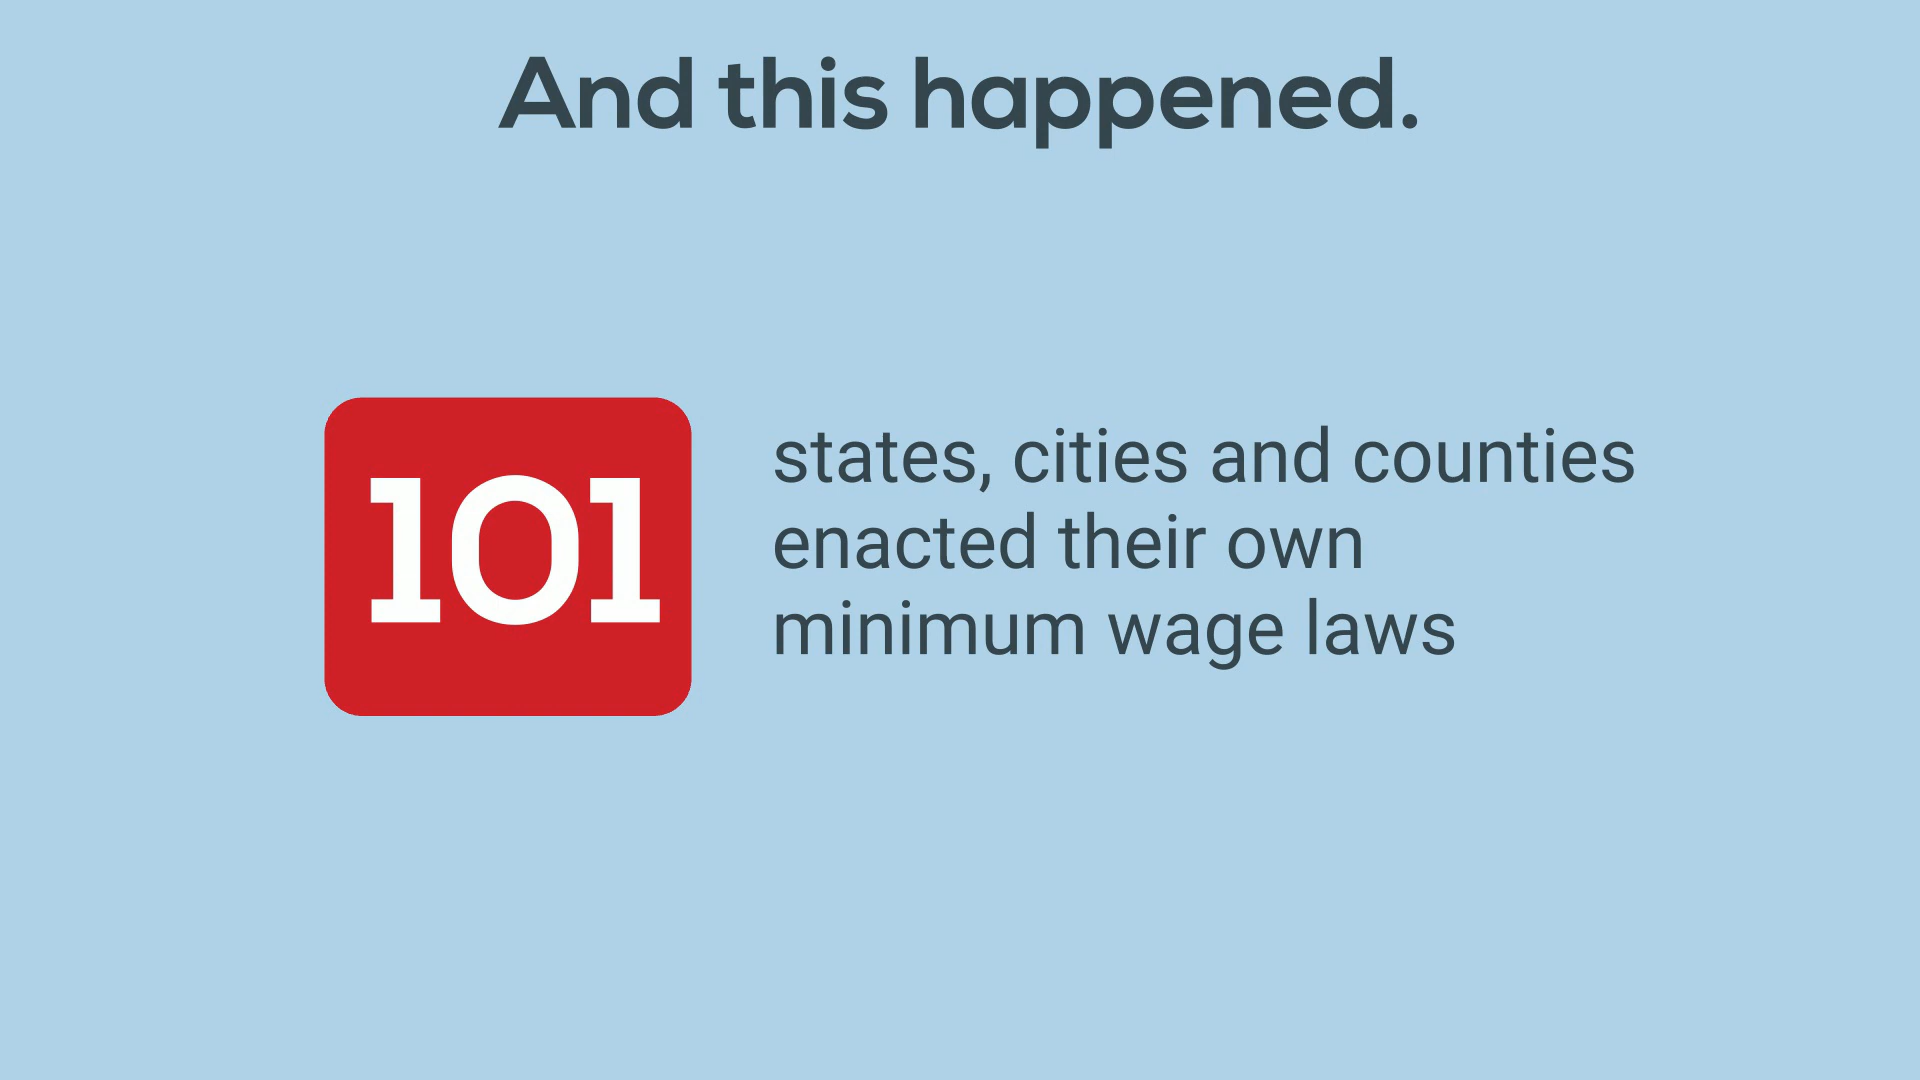 And this happened.
101
states, cities and counties
enacted their own
minimum wage laws